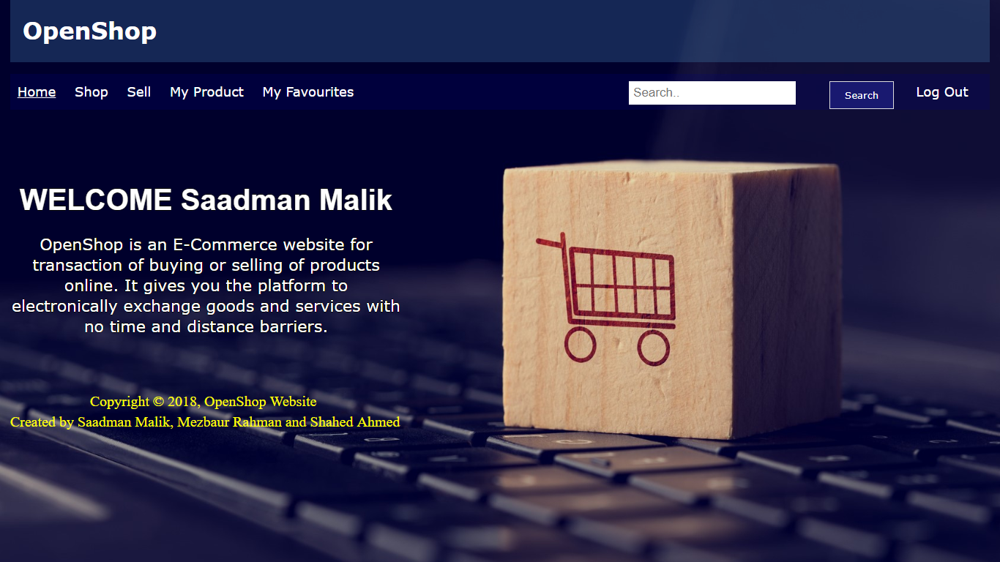 OpenShop
Home Shop Sell My Product My Favourites Search.. Search Log Out
WELCOME Saadman Malik
OpenShop is an E-Commerce website for
transaction of buying or selling of products
online. It gives you the platform to
electronically exchange goods and services with
no time and distance barriers.
Copyright © 2018, OpenShop Website
Created by Saadman Malik, Mezbaur Rahman and Shahed Ahmed